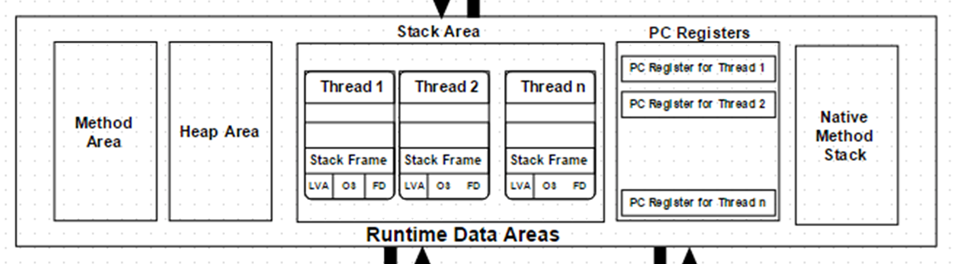 Stack Area
PC Registers
Method
Area
Heap Area
Thread 1
Thread 2
Thread n
Stack Frame
Stack Frame
Stack Frame
LVA OS FD
LVA OS FD
LVA OS FD
PC Register for Thread 1
PC Register for Thread 2
PC Register for Thread n
Native
Method
Stack
Runtime Data Areas